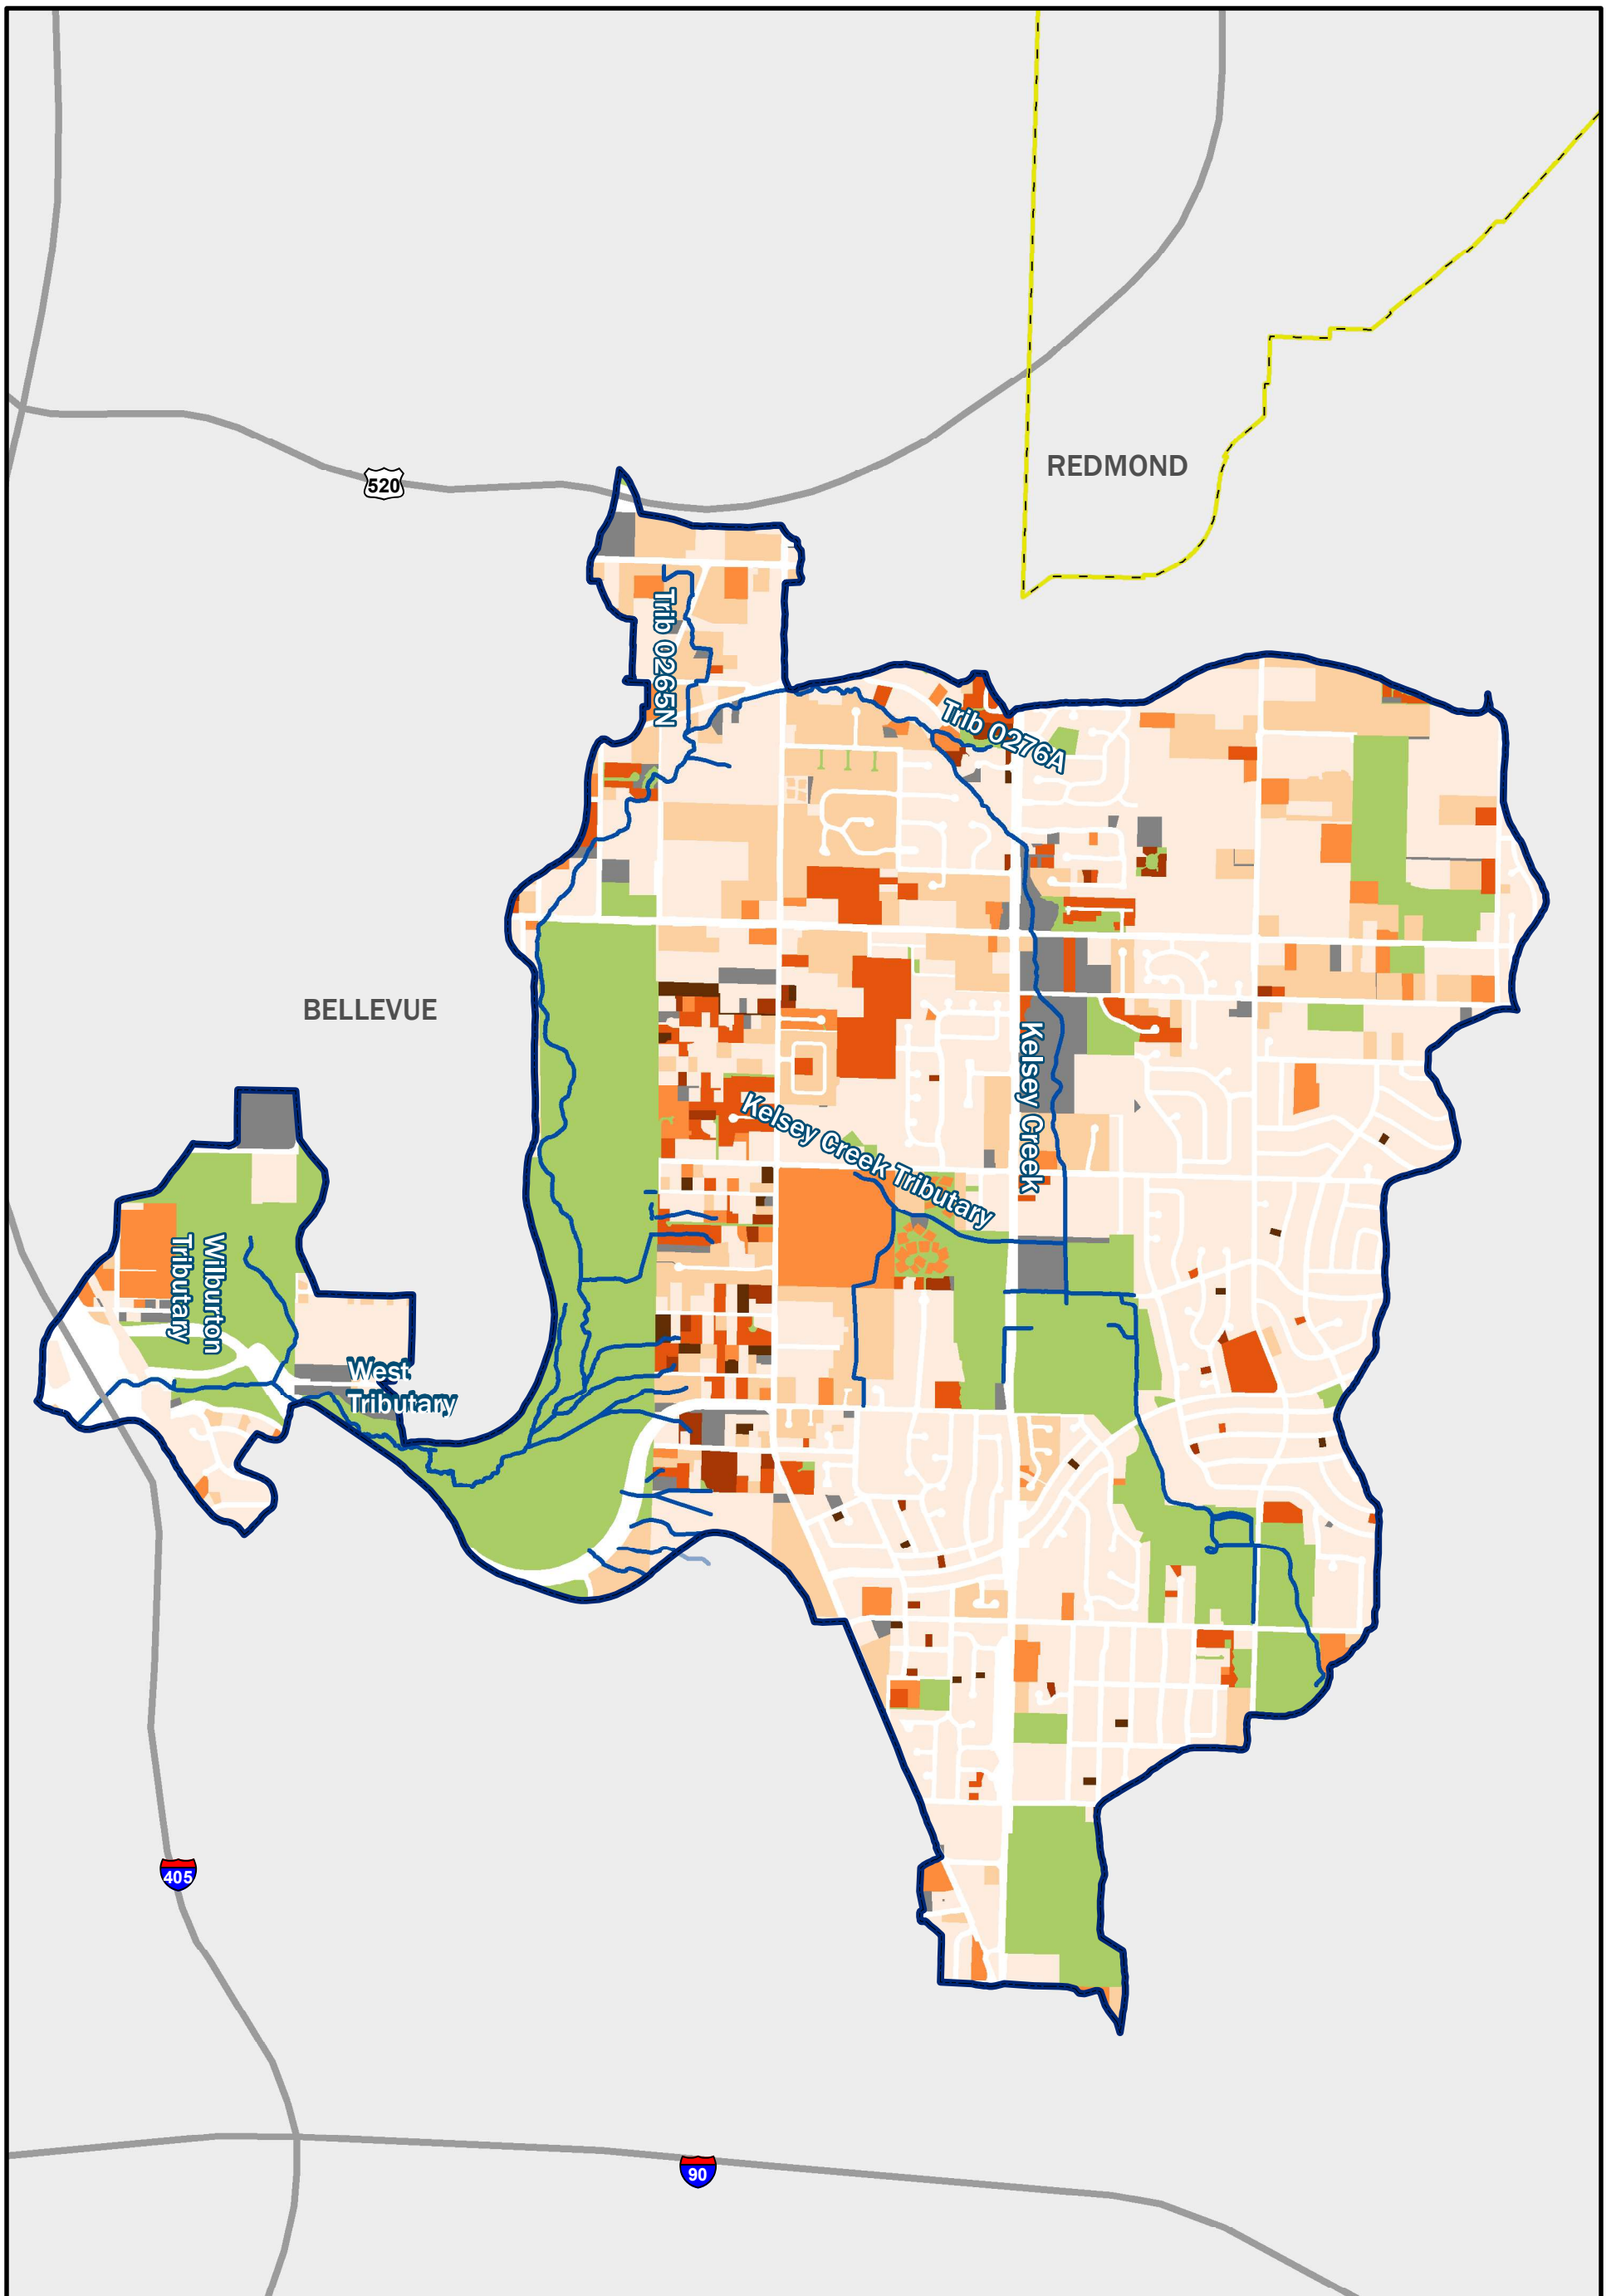 REDMOND
520
Trib 0265N
Trib 0276A
BELLEVUE
Kelsey Creek
Kelsey Creek Tributary
Wilburton
Tributary
West
Tributary
405
90